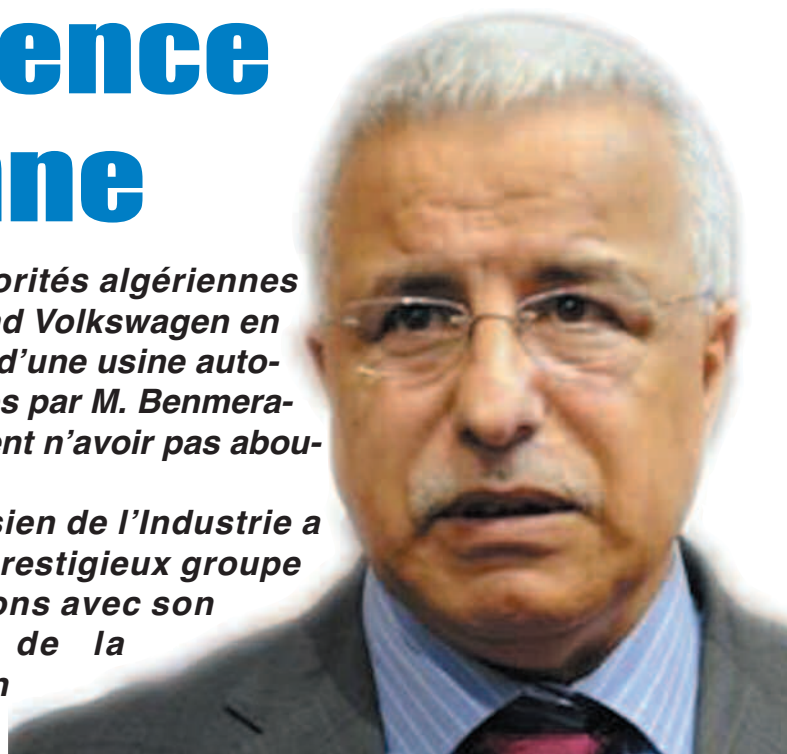 ence
ne
orités algériennes
nd Volkswagen en
d'une usine auto-
s par M. Benmera-
ent n'avoir pas abou-
sien de l'Industrie a
restigieux groupe
ons avec son
de la
n